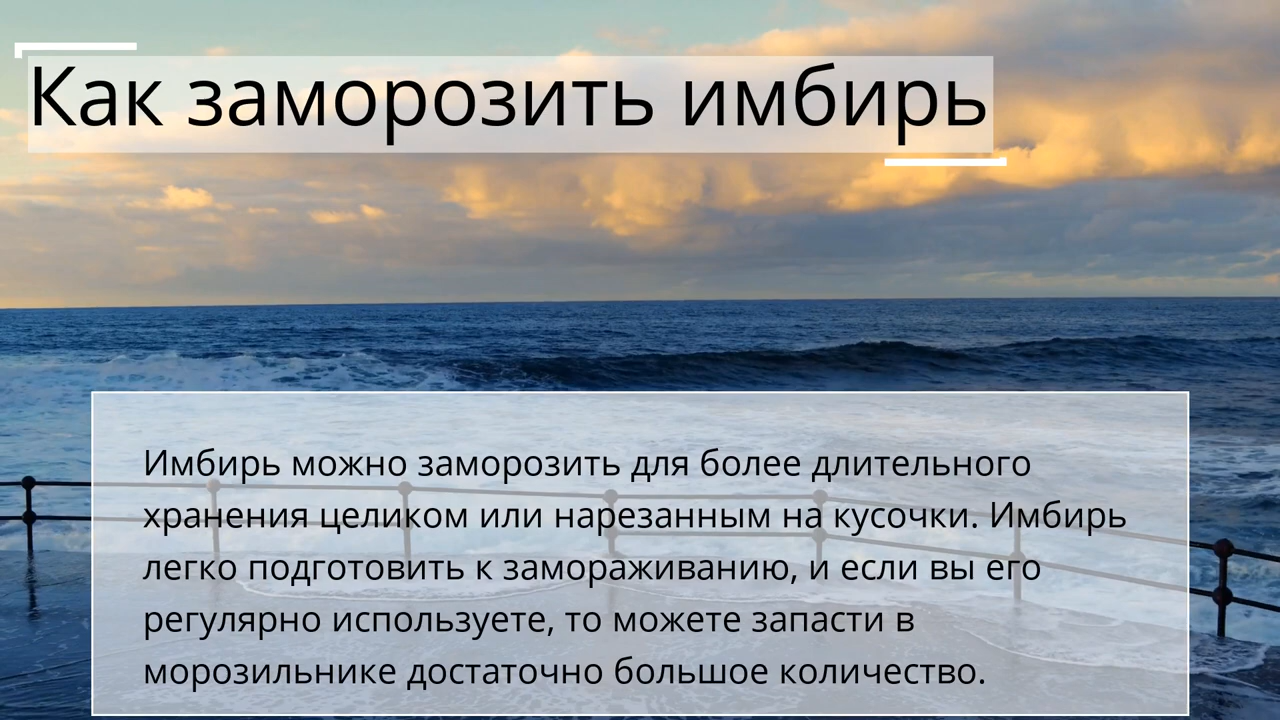 Как заморозить имбирь
Имбирь можно заморозить для более длительного
хранения целиком или нарезанным на кусочки. Имбирь
легко подготовить к замораживанию, и если вы его
регулярно используете, то можете запасти в
морозильнике достаточно большое количество.